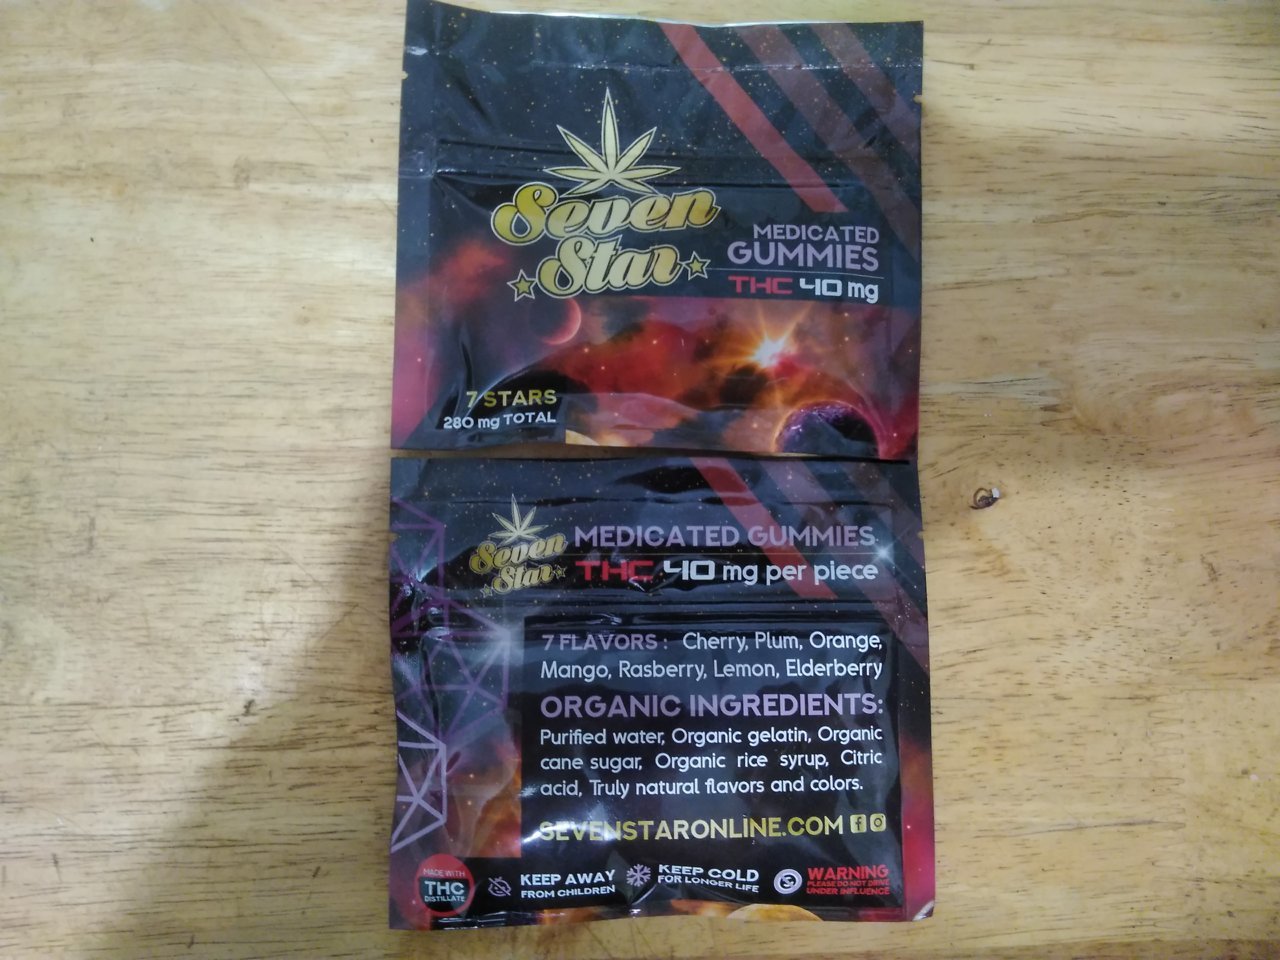 Seven
Star
MEDICATED
GUMMIES
THC 40 mg
7 STARS
280 mg TOTAL
Seven
Star
MEDICATED GUMMIES
THC 40 mg per piece
7 FLAVORS : Cherry, Plum, Orange,
Mango, Rasberry, Lemon, Elderberry
ORGANIC INGREDIENTS:
Purified water, Organic gelatin, Organic
cane sugar, Organic rice syrup, Citric
acid, Truly natural flavors and colors.
SEVENSTARONLINE.COM
MADE WITH
THC
DISTILLATE
KEEP AWAY
FROM CHILDREN
KEEP COLD
FOR LONGER LIFE
WARNING
PLEASE DO NOT DRIVE
UNDER INFLUENCE